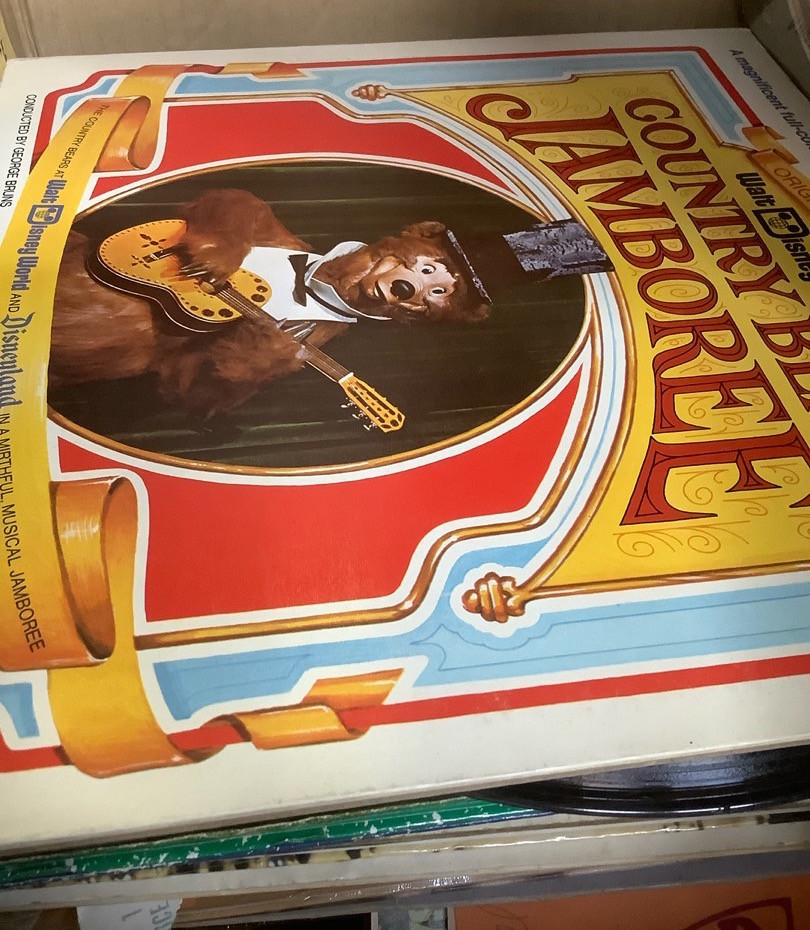 A magnificent full-co
Walt Disney
COUNTRY BE
JAMBOREE
THE COUNTRY BEARS AT Walt Disney World AND Disneyland IN A MIRTHFUL, MUSICAL JAMBOREE
CONDUCTED BY GEORGE BRUNS